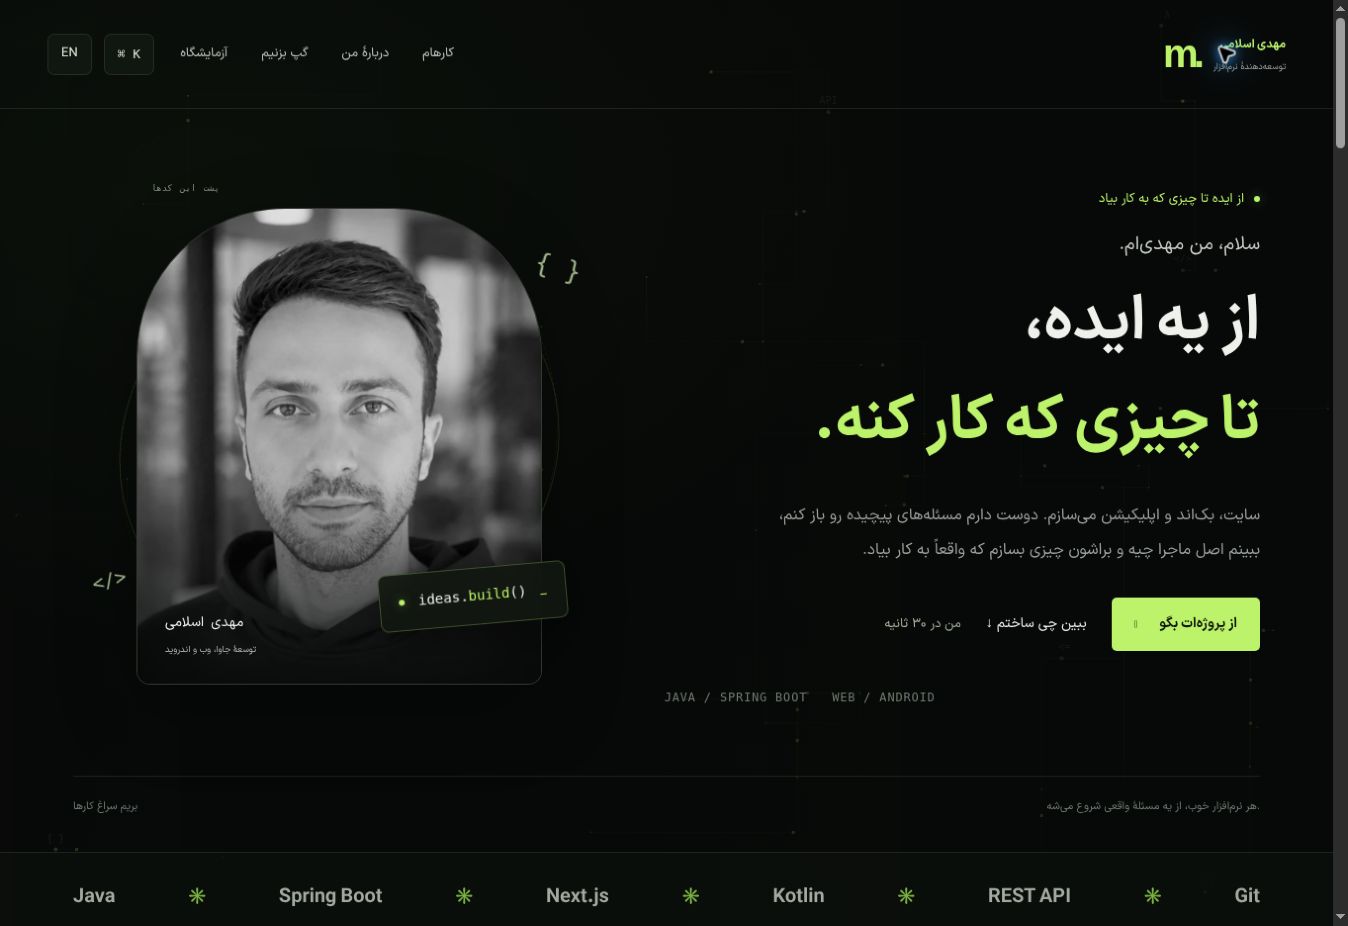 مهدی اسلامی
توسعه‌دهندهٔ نرم‌افزار
m.
کارهام
دربارهٔ من
گپ بزنیم
آزمایشگاه
⌘ K
EN
API
از ایده تا چیزی که به کار بیاد
سلام، من مهدی‌ام.
از یه ایده،
تا چیزی که کار کنه.
سایت، بک‌اند و اپلیکیشن می‌سازم. دوست دارم مسئله‌های پیچیده رو باز کنم،
ببینم اصل ماجرا چیه و براشون چیزی بسازم که واقعاً به کار بیاد.
از پروژه‌ات بگو
ببین چی ساختم ↓
من در ۳۰ ثانیه
JAVA / SPRING BOOT WEB / ANDROID
پشت این کدها
{ }
</>
ideas.build() _
مهدی اسلامی
توسعهٔ جاوا، وب و اندروید
هر نرم‌افزار خوب، از یه مسئلهٔ واقعی شروع می‌شه.
بریم سراغ کارها
{ }
Java ✳ Spring Boot ✳ Next.js ✳ Kotlin ✳ REST API ✳ Git